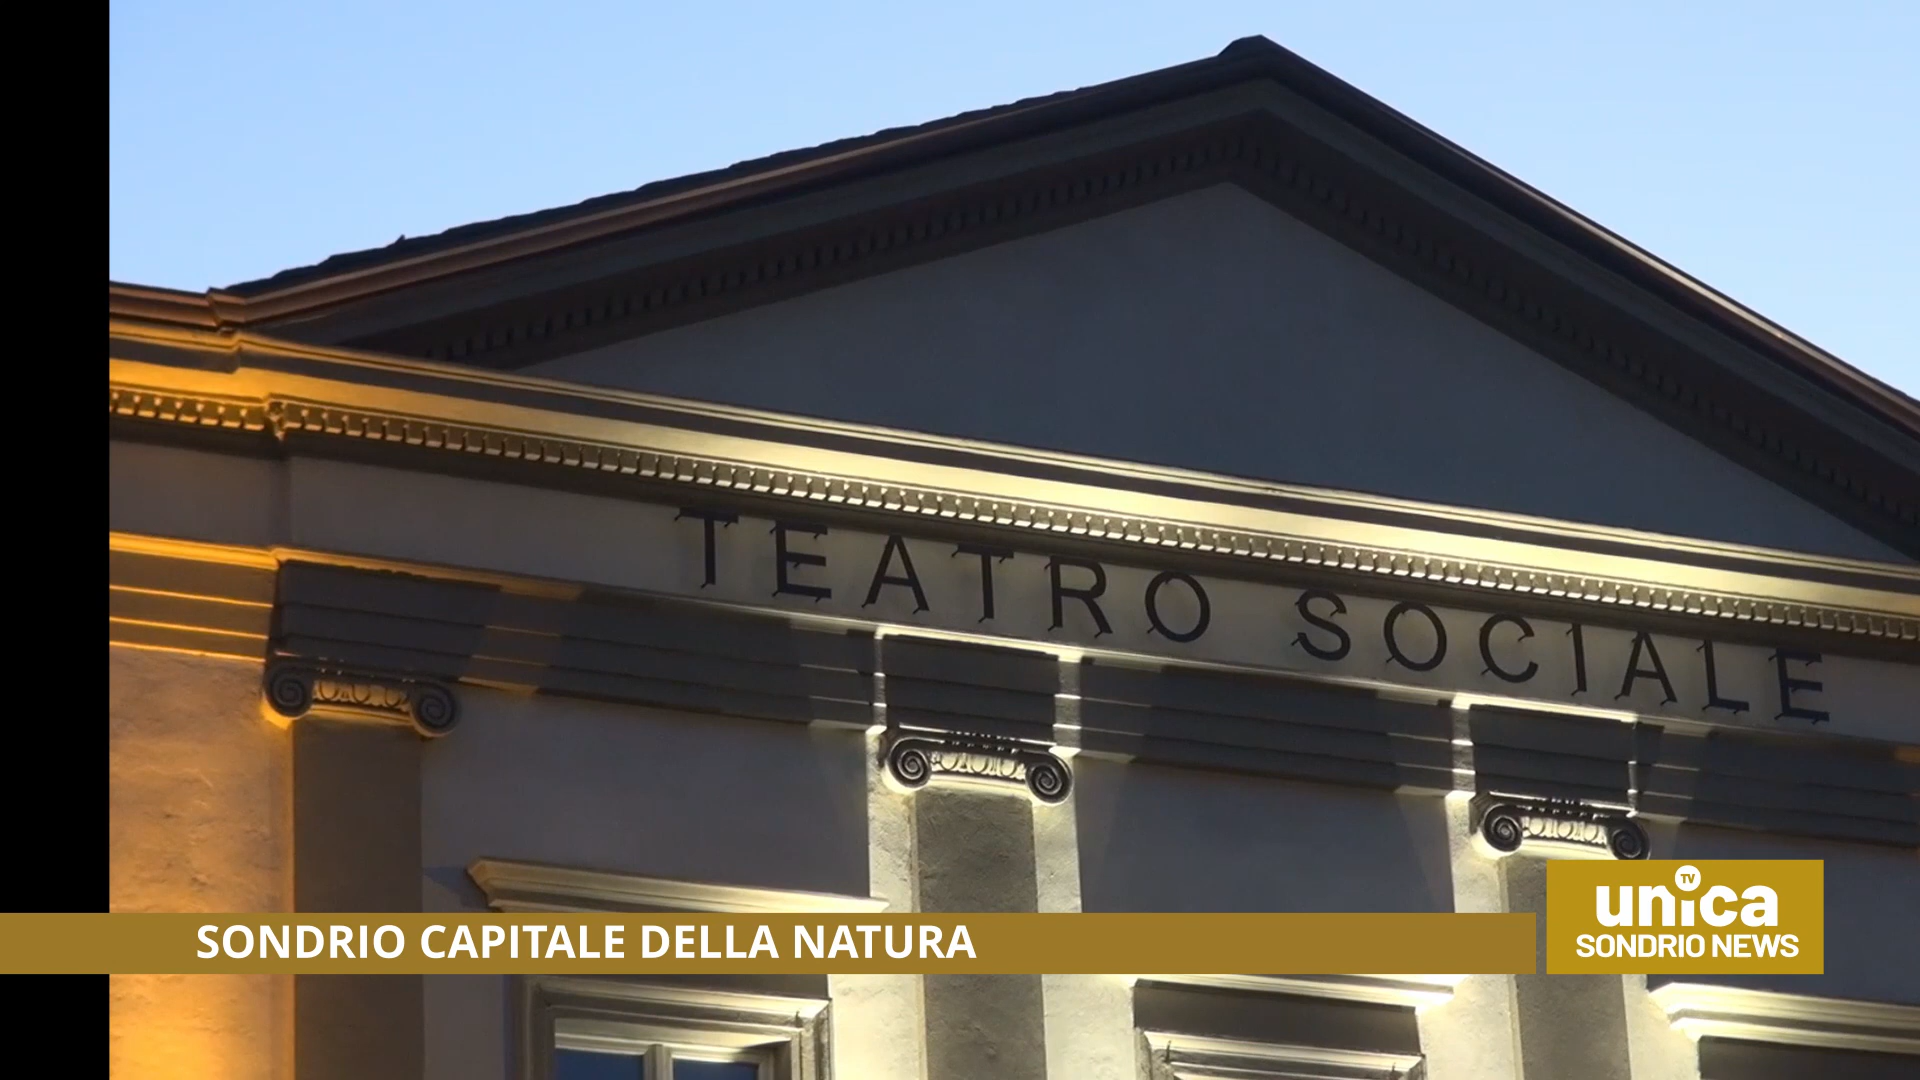 TEATRO SOCIALE
SONDRIO CAPITALE DELLA NATURA
TV
unica
SONDRIO NEWS